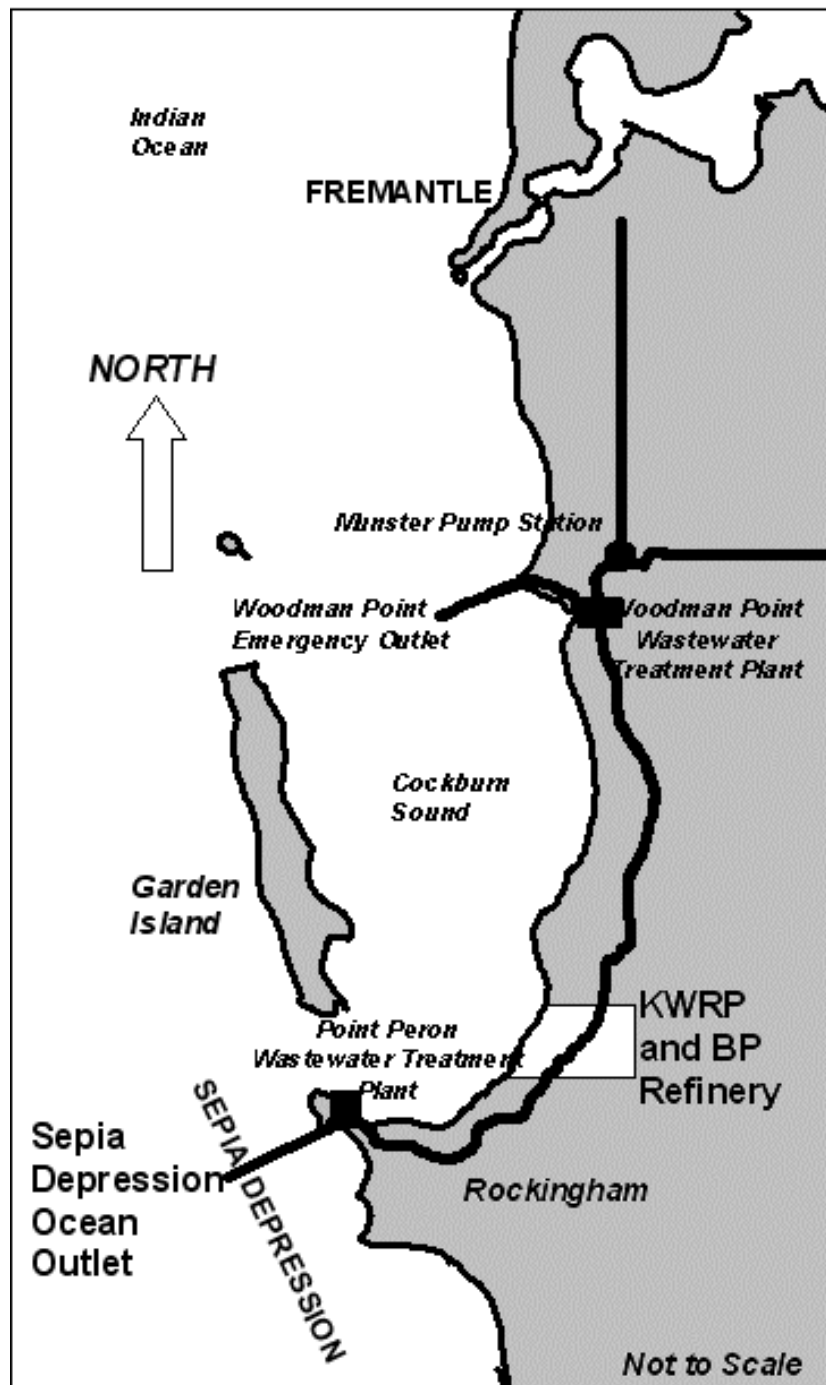 Indian
Ocean
FREMANTLE
NORTH
Munster Pump Station
Woodman Point
Emergency Outlet
Woodman Point
Wastewater
Treatment Plant
Cockburn
Sound
Garden
Island
KWRP
and BP
Refinery
Point Peron
Wastewater Treatment
Plant
SEPIA DEPRESSION
Sepia
Depression
Ocean
Outlet
Rockingham
Not to Scale